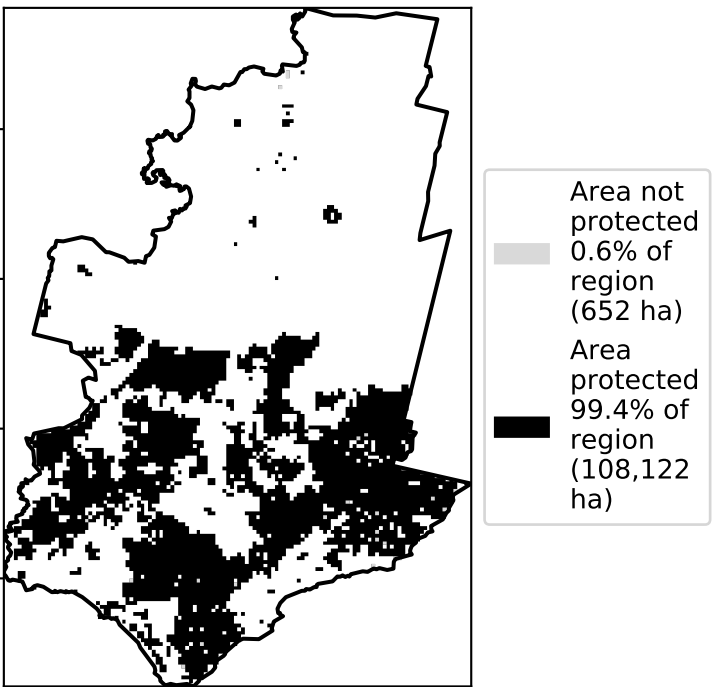 Area not
protected
0.6% of
region
(652 ha)
Area
protected
99.4% of
region
(108,122
ha)